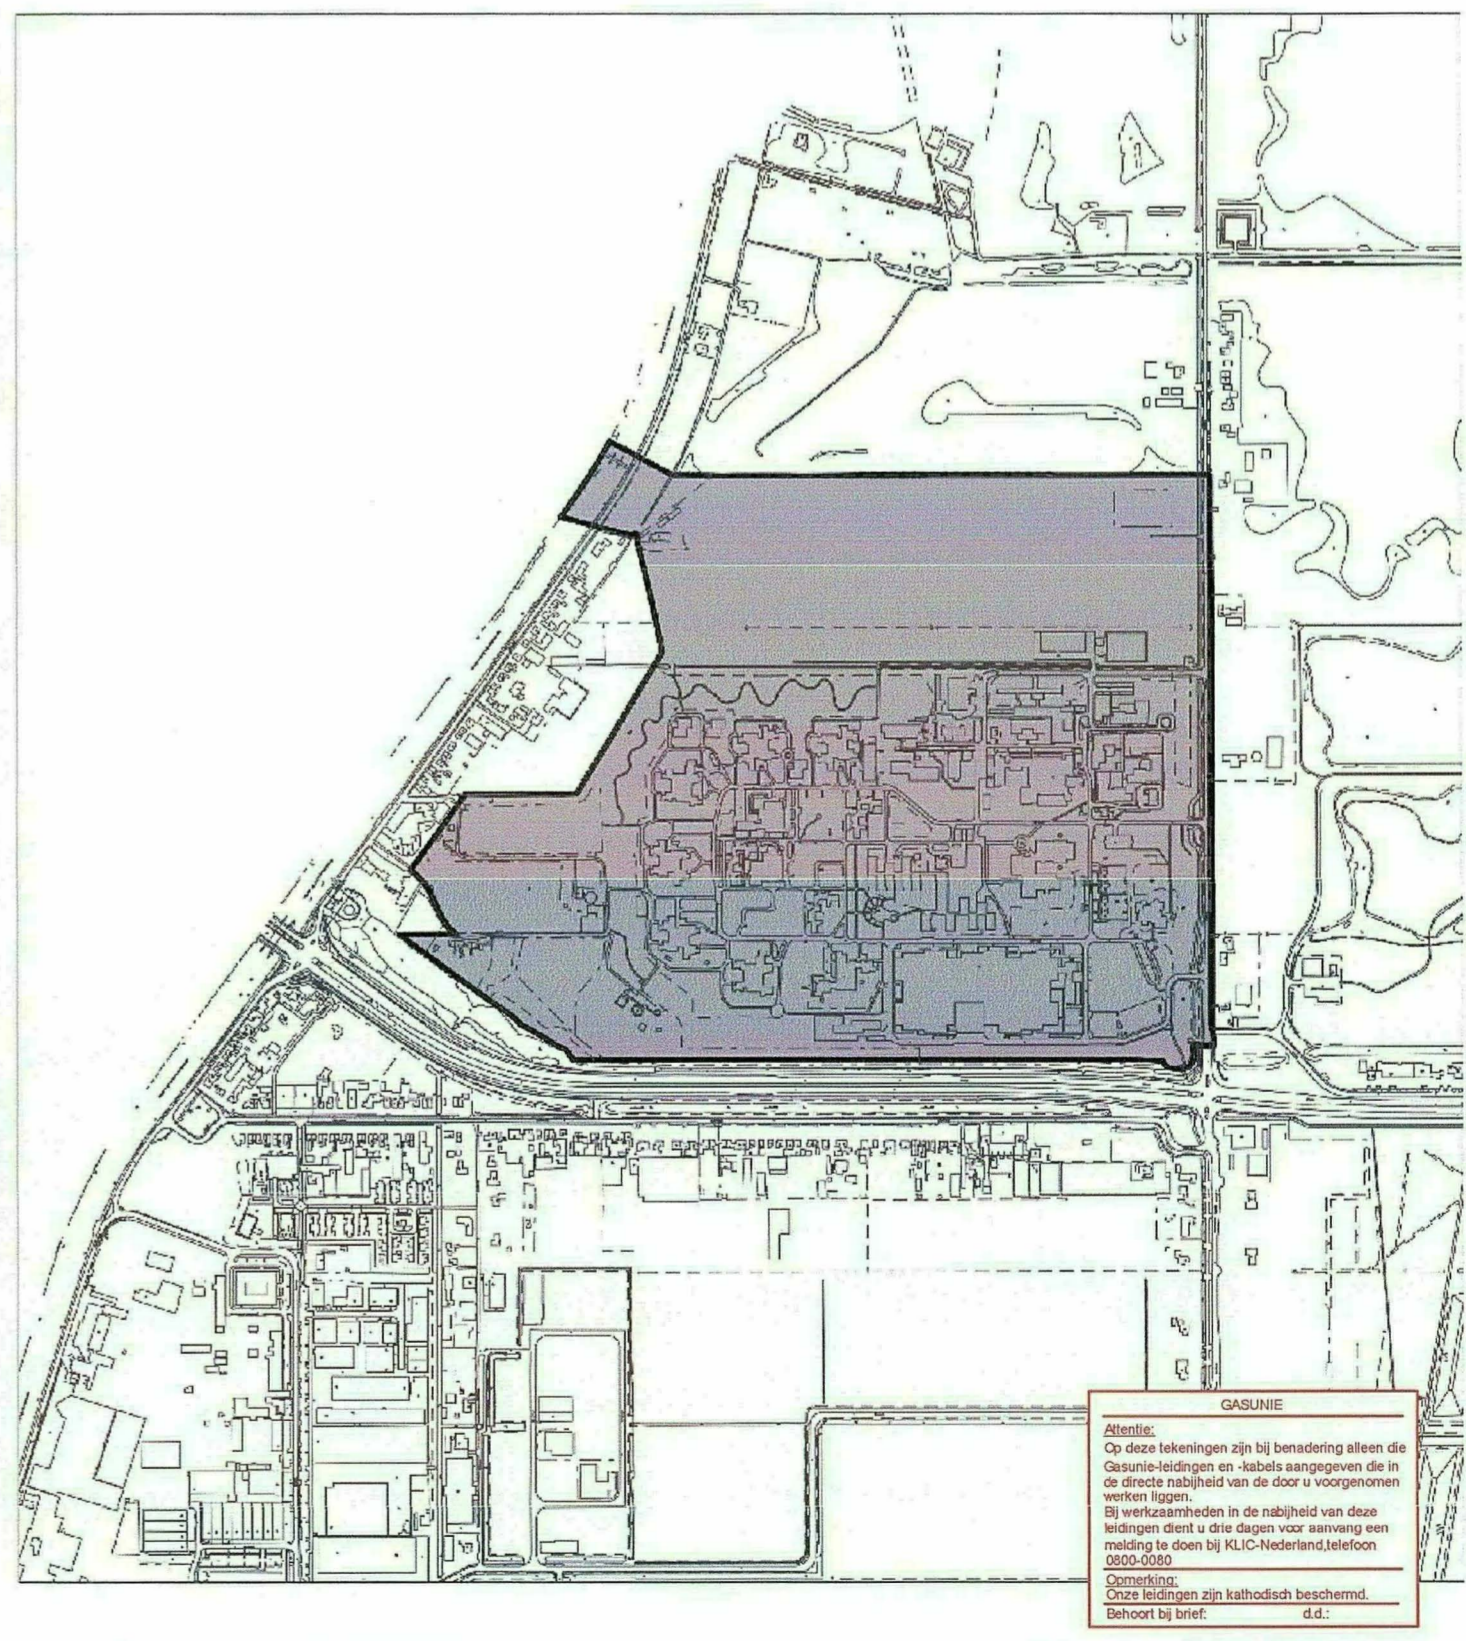 GASUNIE
Attentie:
Op deze tekeningen zijn bij benadering alleen die
Gasunie-leidingen en -kabels aangegeven die in
de directe nabijheid van de door u voorgenomen
werken liggen.
Bij werkzaamheden in de nabijheid van deze
leidingen dient u drie dagen voor aanvang een
melding te doen bij KLIC-Nederland,telefoon
0800-0080
Opmerking:
Onze leidingen zijn kathodisch beschermd.
Behoort bij brief: d.d.: